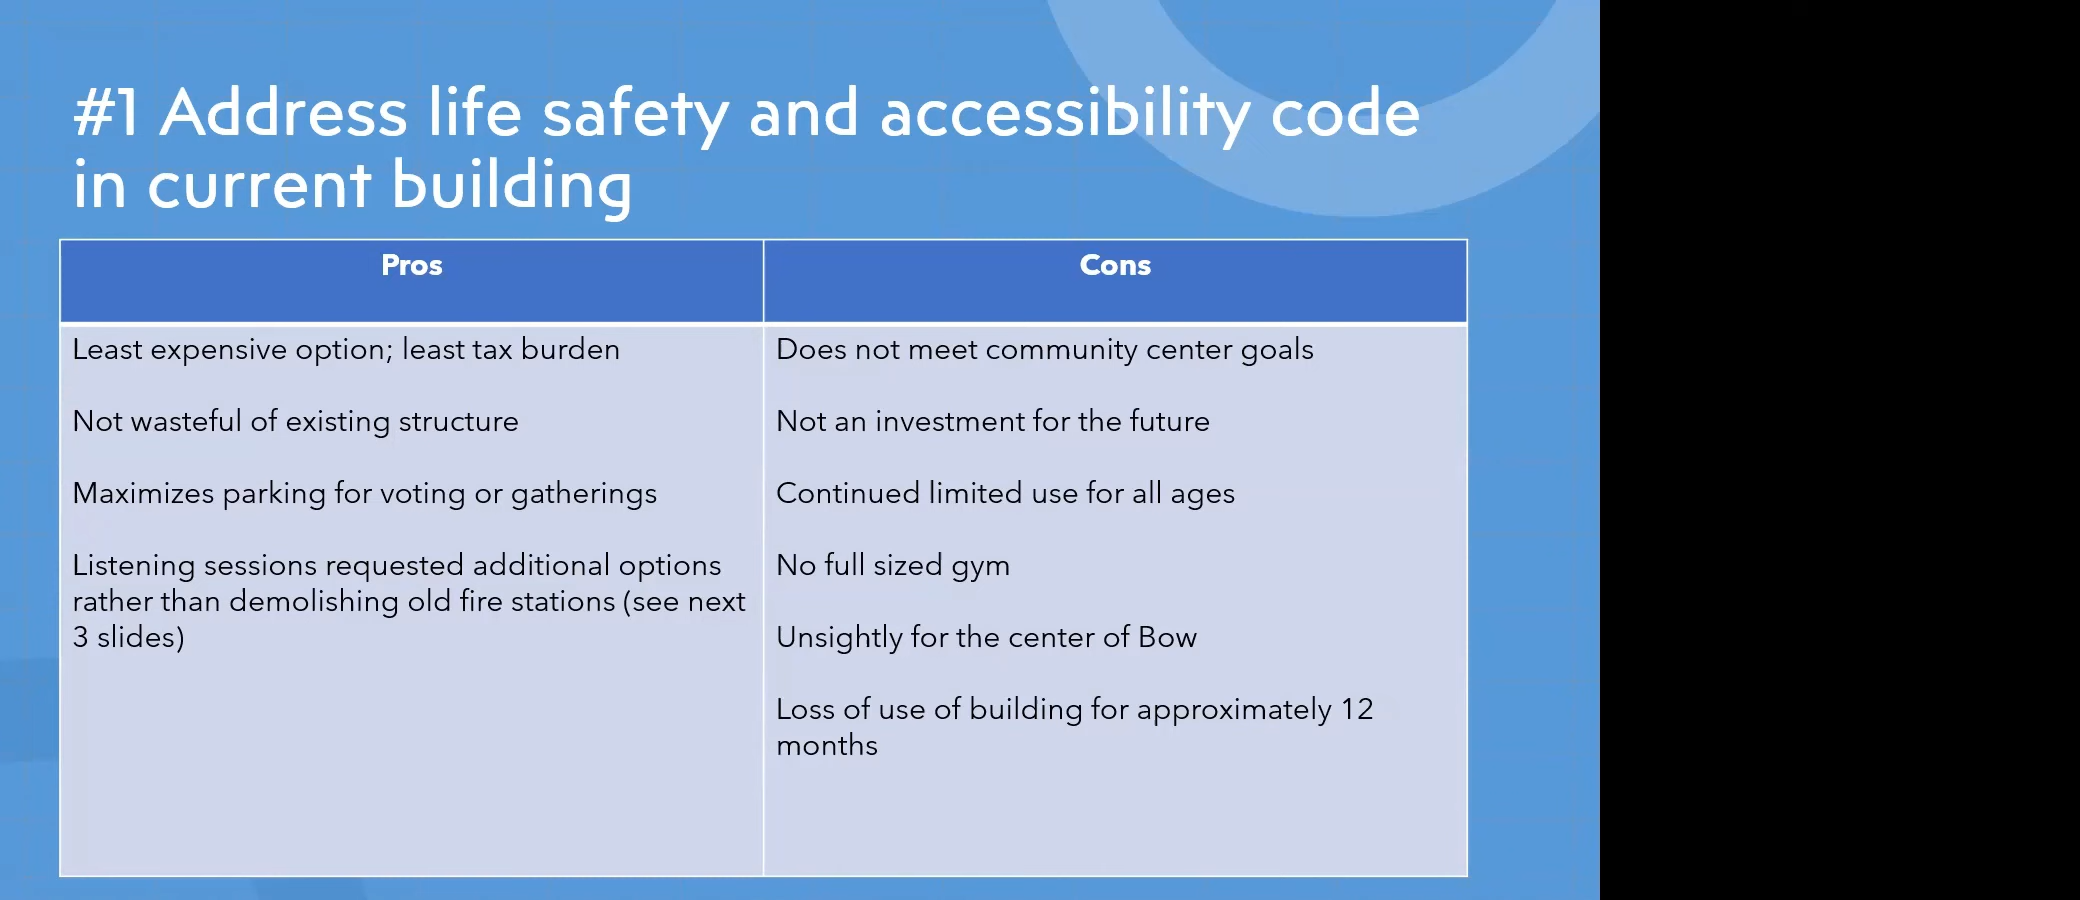 #1 Address life safety and accessibility code
in current building
Pros
Cons
Least expensive option; least tax burden
Not wasteful of existing structure
Maximizes parking for voting or gatherings
Listening sessions requested additional options
rather than demolishing old fire stations (see next
3 slides)
Does not meet community center goals
Not an investment for the future
Continued limited use for all ages
No full sized gym
Unsightly for the center of Bow
Loss of use of building for approximately 12
months